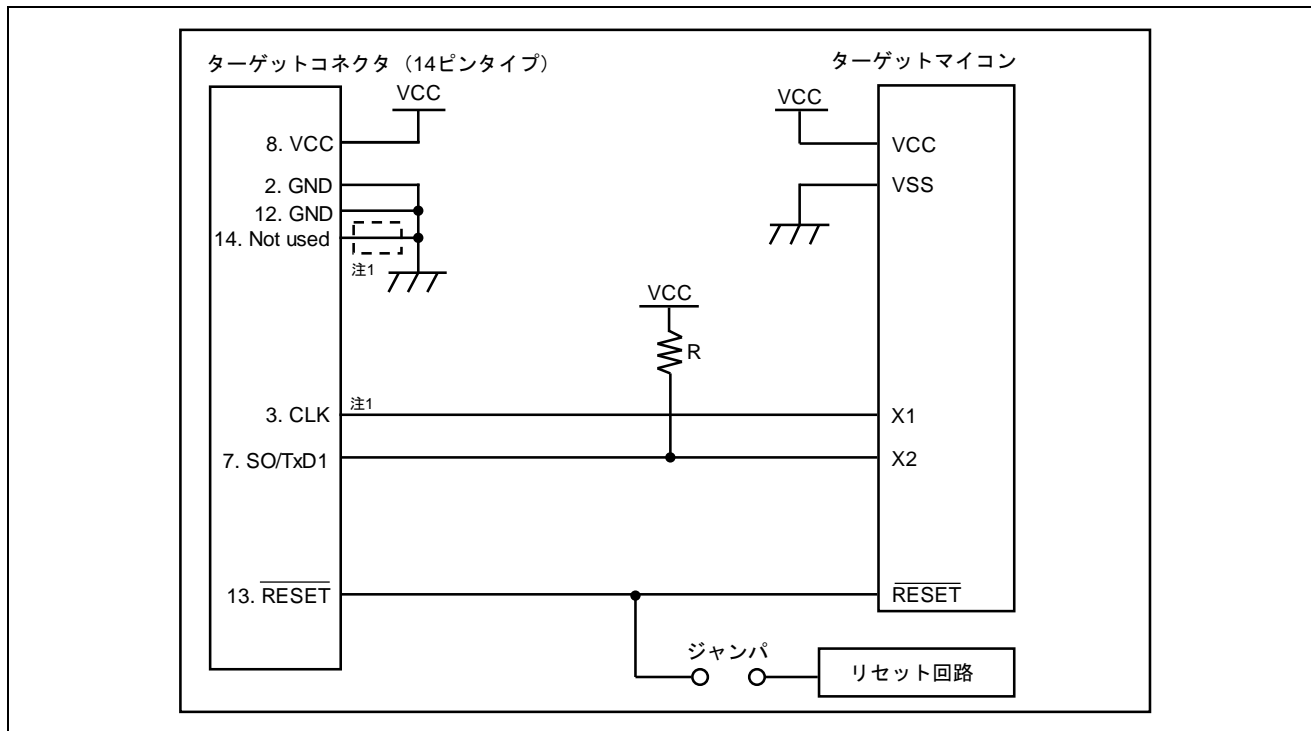 ターゲットコネクタ（14ピンタイプ）
ターゲットマイコン
VCC
VCC
8. VCC
VCC
2. GND
VSS
12. GND
14. Not used
注1
VCC
R
3. CLK
注1
X1
7. SO/TxD1
X2
13. RESET
RESET
ジャンパ
リセット回路